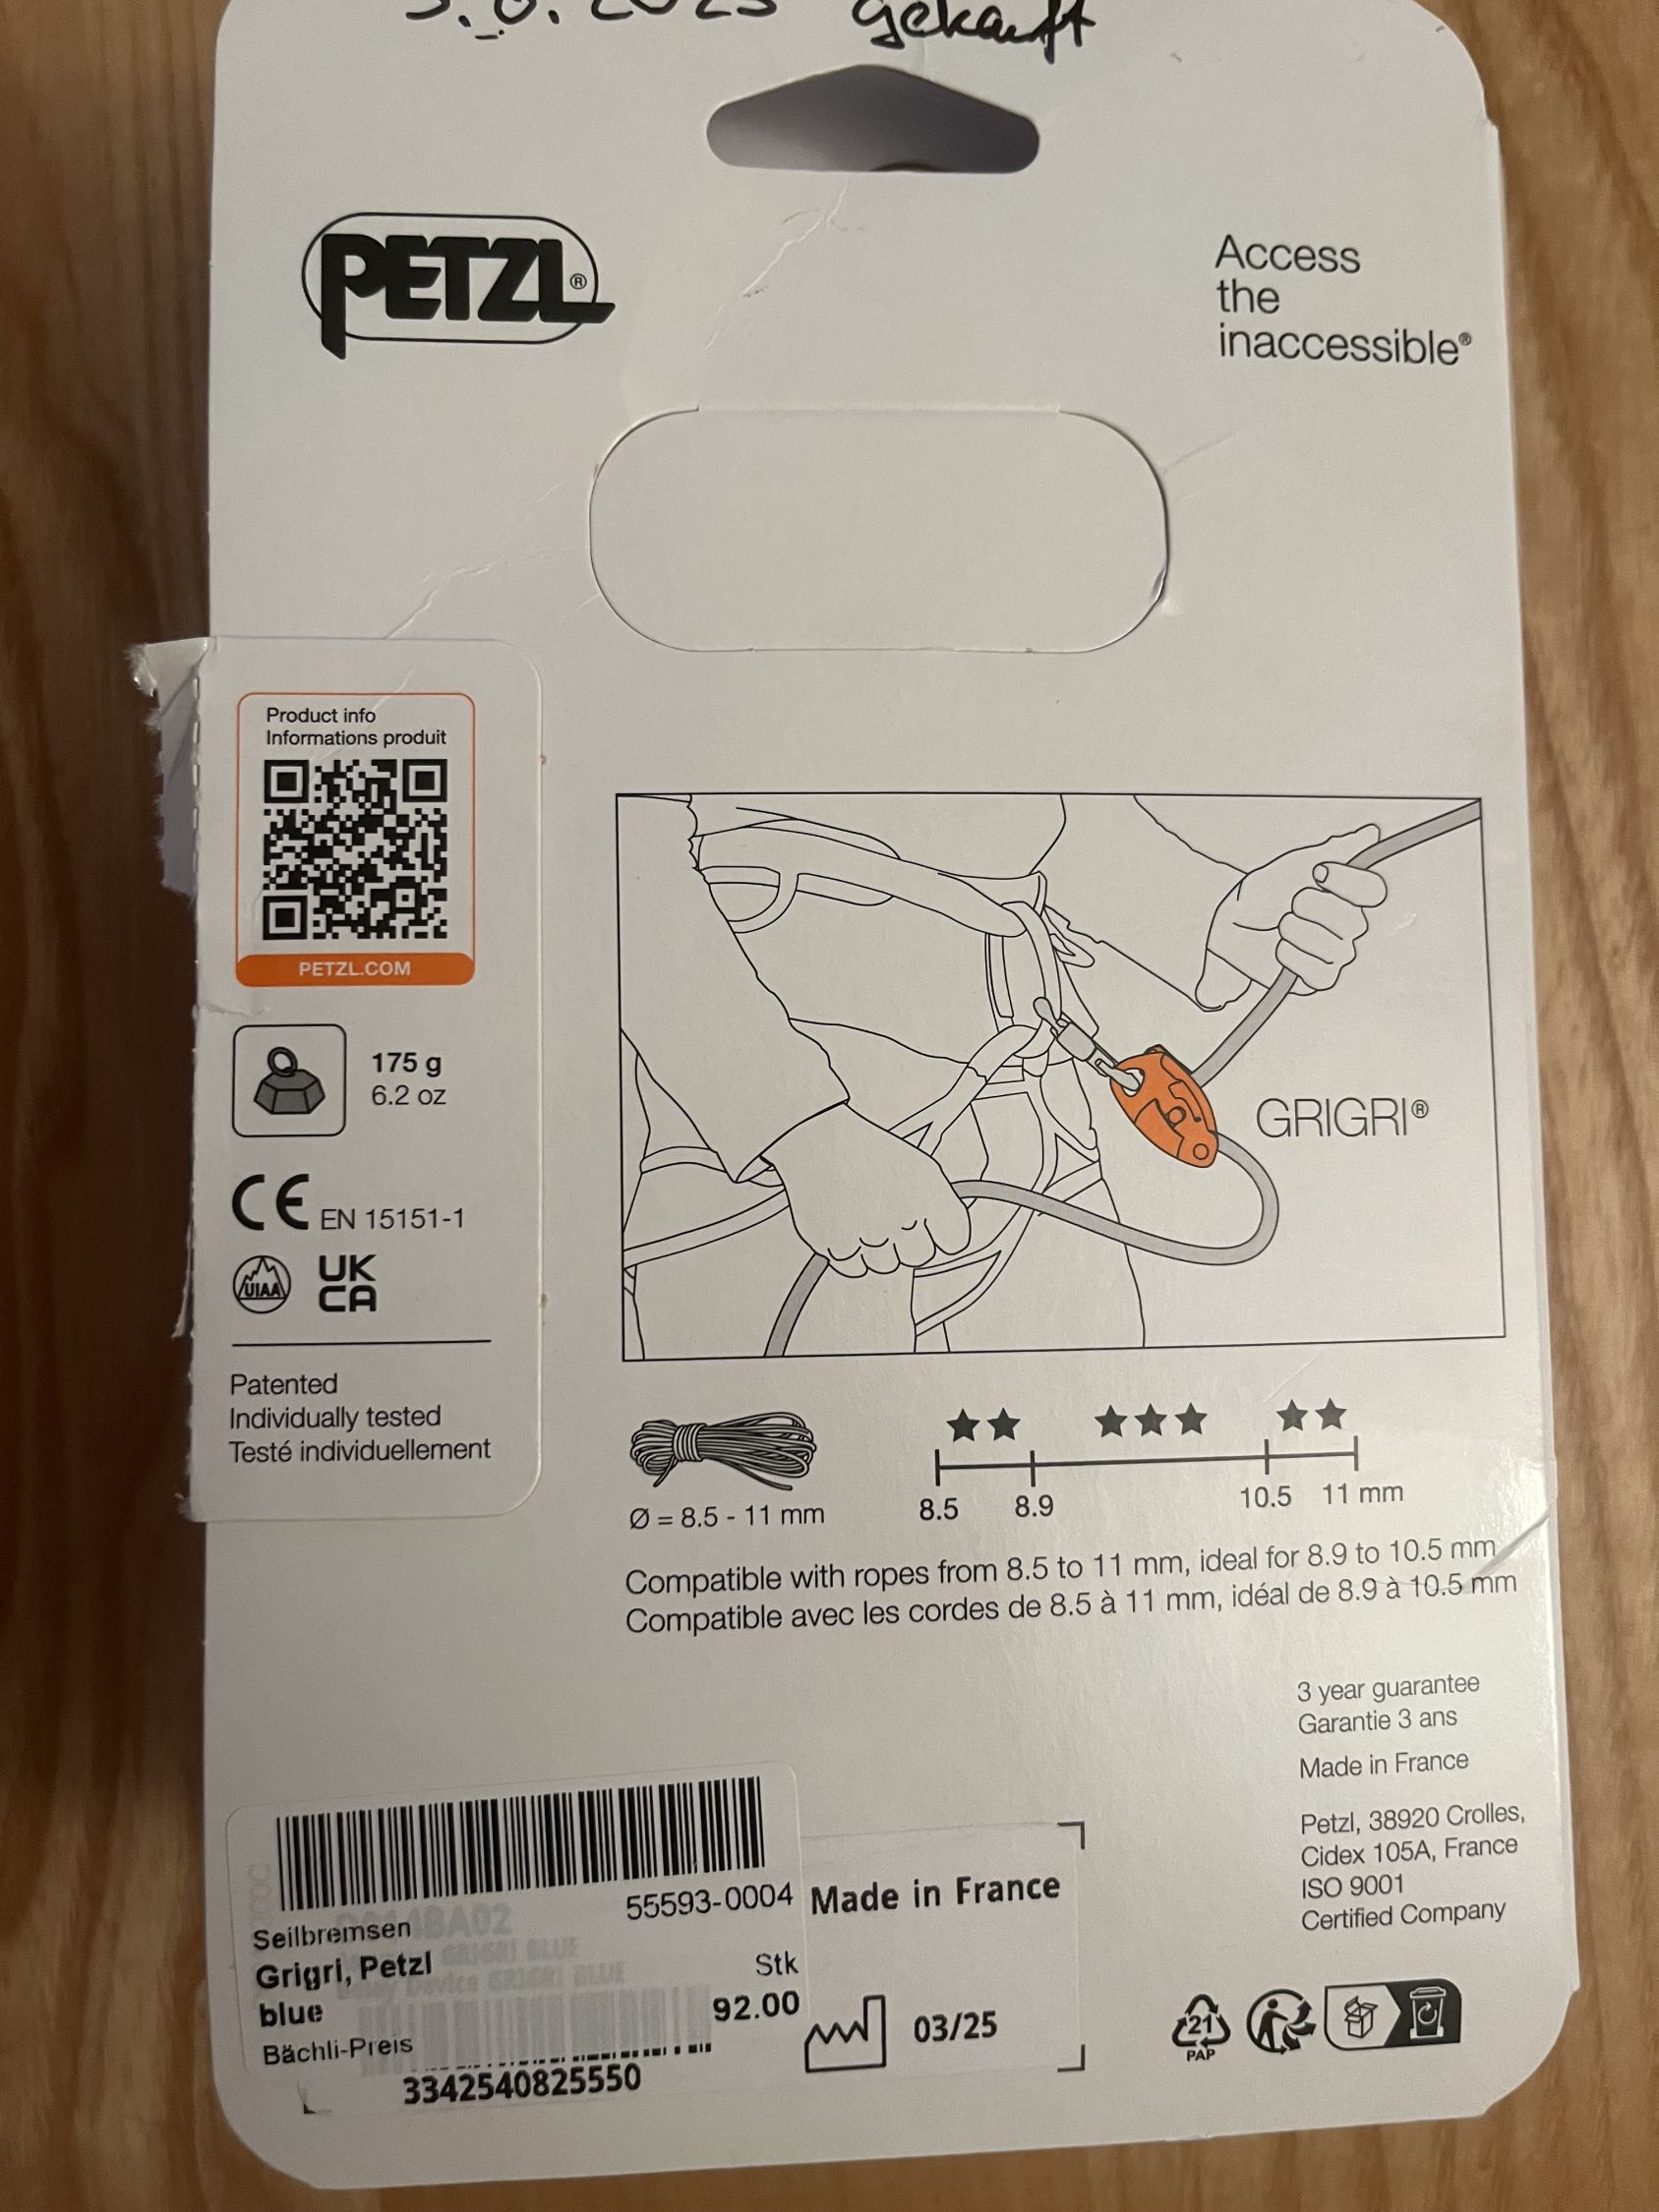 gekauft
PETZL®
Access
the
inaccessible®
Product info
Informations produit
PETZL.COM
175 g
6.2 oz
CE EN 15151-1
UIAA UK
CA
Patented
Individually tested
Testé individuellement
GRIGRI®
Ø = 8.5 - 11 mm
8.5 8.9 10.5 11 mm
Compatible with ropes from 8.5 to 11 mm, ideal for 8.9 to 10.5 mm
Compatible avec les cordes de 8.5 à 11 mm, idéal de 8.9 à 10.5 mm
3 year guarantee
Garantie 3 ans
Made in France
Petzl, 38920 Crolles,
Cidex 105A, France
ISO 9001
Certified Company
55593-0004
Seilbremsen
Grigri, Petzl
blue
Stk
92.00
Bächli-Preis
3342540825550
Made in France
03/25
21
PAP